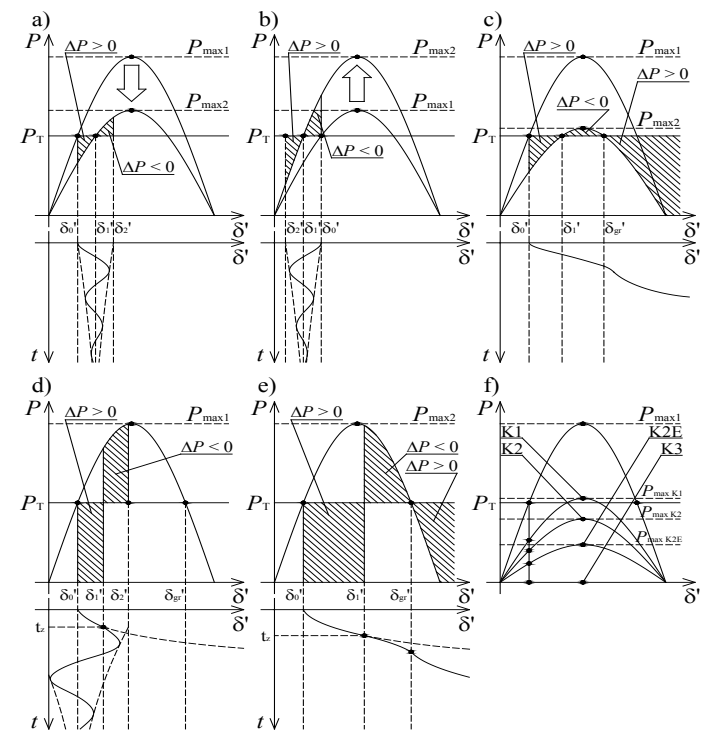 a)
P
ΔP > 0
Pmax1
Pmax2
PT
ΔP < 0
δ0' δ1' δ2' δ'
δ'
t
b)
P
ΔP > 0
Pmax2
Pmax1
PT
ΔP < 0
δ2' δ1' δ0' δ'
δ'
t
c)
P
ΔP > 0
Pmax1
ΔP > 0
ΔP < 0
Pmax2
PT
δ0' δ1' δgr' δ'
δ'
t
d)
P
ΔP > 0
Pmax1
ΔP < 0
PT
δ0' δ1' δ2' δgr' δ'
δ'
tz
t
e)
P
ΔP > 0
Pmax2
ΔP < 0
ΔP > 0
PT
δ0' δ1' δgr' δ'
δ'
tz
t
f)
P
Pmax1
K1 K2E
K2 K3
Pmax K1
PT
Pmax K2
Pmax K2E
δ'